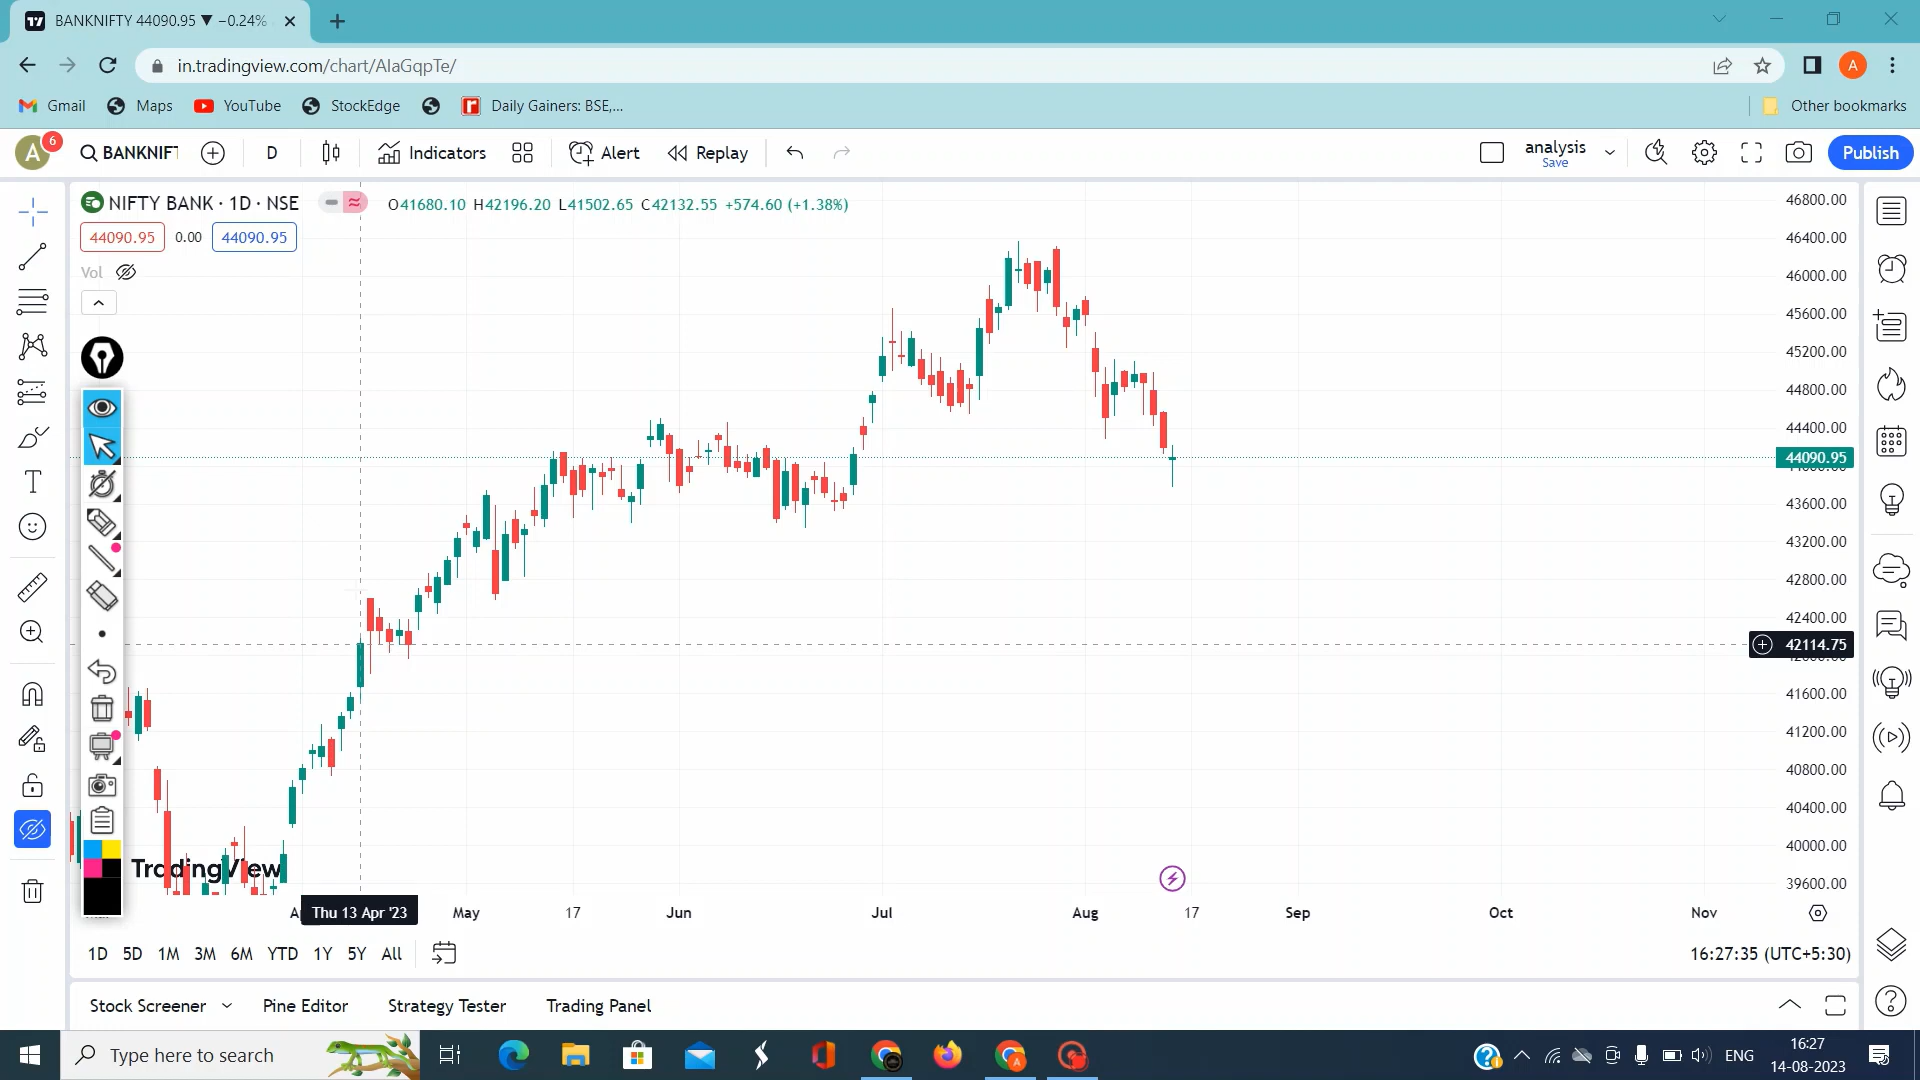 BANKNIFTY 44090.95 ▼ −0.24%
in.tradingview.com/chart/AIaGqpTe/
A
Gmail
Maps
YouTube
StockEdge
Daily Gainers: BSE,...
Other bookmarks
A
6
BANKNIFT
D
Indicators
Alert
Replay
analysis
Save
Publish
NIFTY BANK · 1D · NSE
O41680.10 H42196.20 L41502.65 C42132.55 +574.60 (+1.38%)
44090.95
0.00
44090.95
Vol
46800.00
46400.00
46000.00
45600.00
45200.00
44800.00
44400.00
44090.95
43600.00
43200.00
42800.00
42400.00
42114.75
41600.00
41200.00
40800.00
40400.00
40000.00
39600.00
TradingView
Thu 13 Apr '23
May
17
Jun
Jul
Aug
17
Sep
Oct
Nov
1D
5D
1M
3M
6M
YTD
1Y
5Y
All
16:27:35 (UTC+5:30)
Stock Screener
Pine Editor
Strategy Tester
Trading Panel
Type here to search
ENG
16:27
14-08-2023